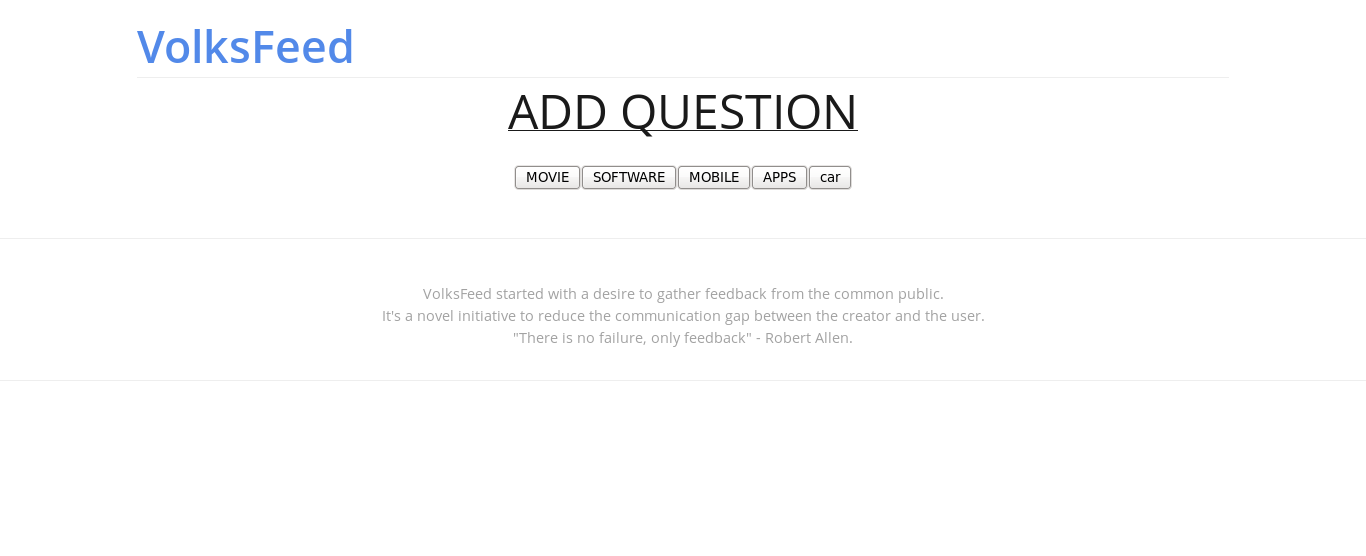 VolksFeed
ADD QUESTION
MOVIE SOFTWARE MOBILE APPS car
VolksFeed started with a desire to gather feedback from the common public.
It's a novel initiative to reduce the communication gap between the creator and the user.
"There is no failure, only feedback" - Robert Allen.